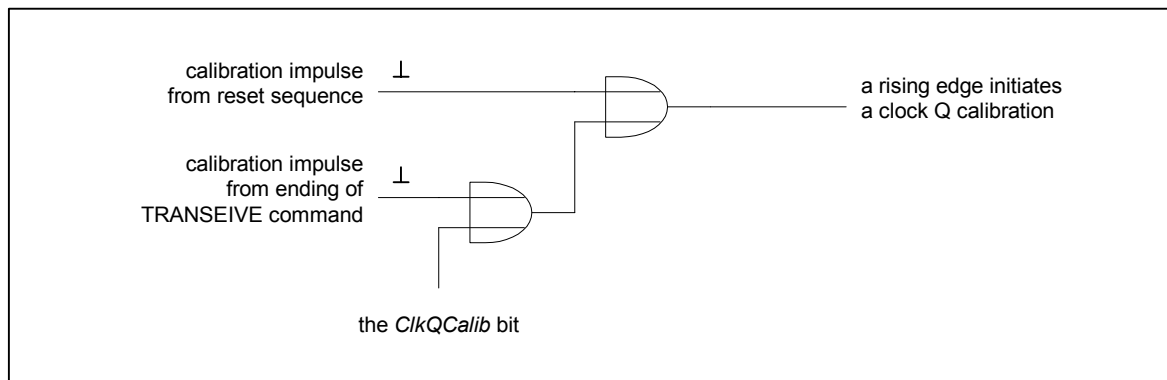 calibration impulse
from reset sequence
a rising edge initiates
a clock Q calibration
calibration impulse
from ending of
TRANSEIVE command
the ClkQCalib bit